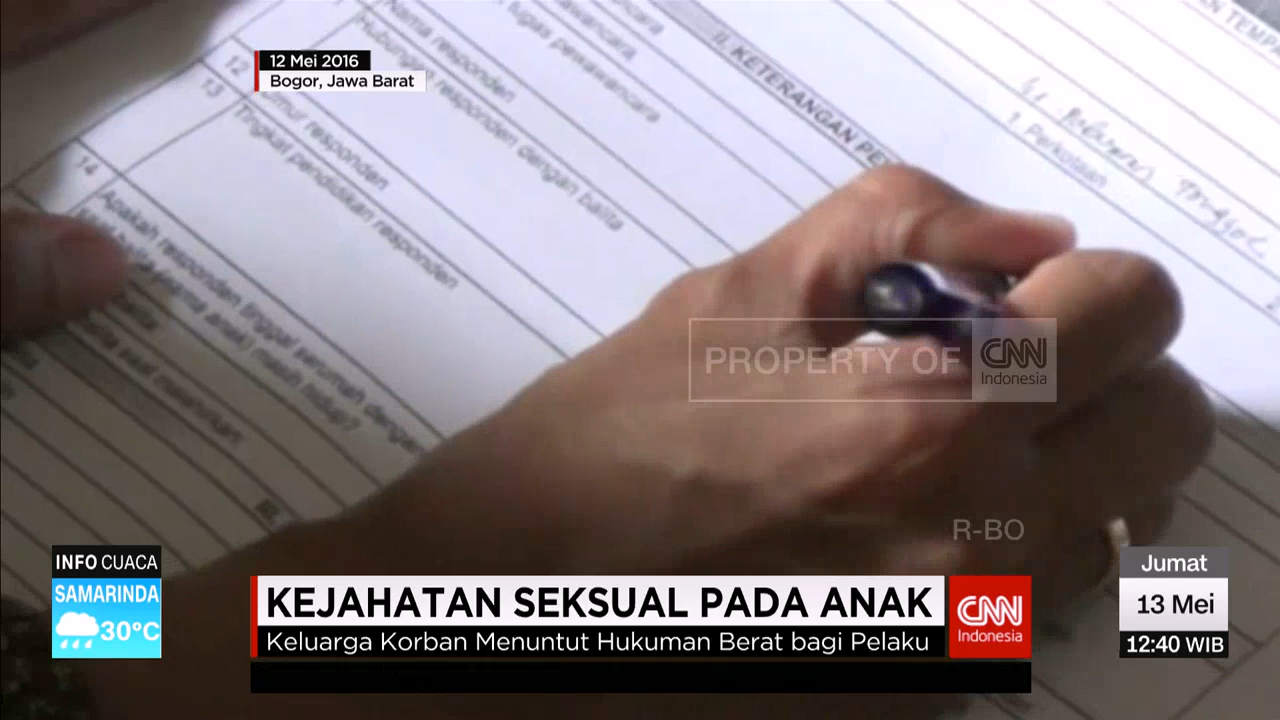 12 Mei 2016
Bogor, Jawa Barat
II. KETERANGAN
1. Perkotaan
Nama responden
Hubungan responden dengan balita
12
Umur responden
13
Tingkat pendidikan responden
14
Apakah responden tinggal serumah dengan
PROPERTY OF CNN
Indonesia
R-BO
INFO CUACA
SAMARINDA
30°C
KEJAHATAN SEKSUAL PADA ANAK
Keluarga Korban Menuntut Hukuman Berat bagi Pelaku
CNN
Indonesia
Jumat
13 Mei
12:40 WIB